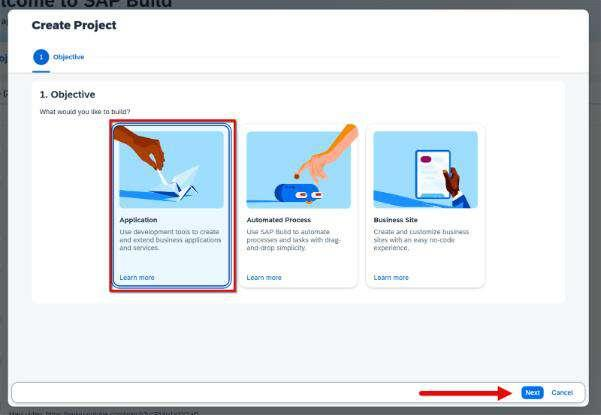 lcome to SAP Build
Create Project
1 Objective
1. Objective
What would you like to build?
Application
Use development tools to create
and extend business applications
and services.
Learn more
Automated Process
Use SAP Build to automate
processes and tasks with drag-
and-drop simplicity.
Learn more
Business Site
Create and customize business
sites with an easy no-code
experience.
Learn more
Next Cancel